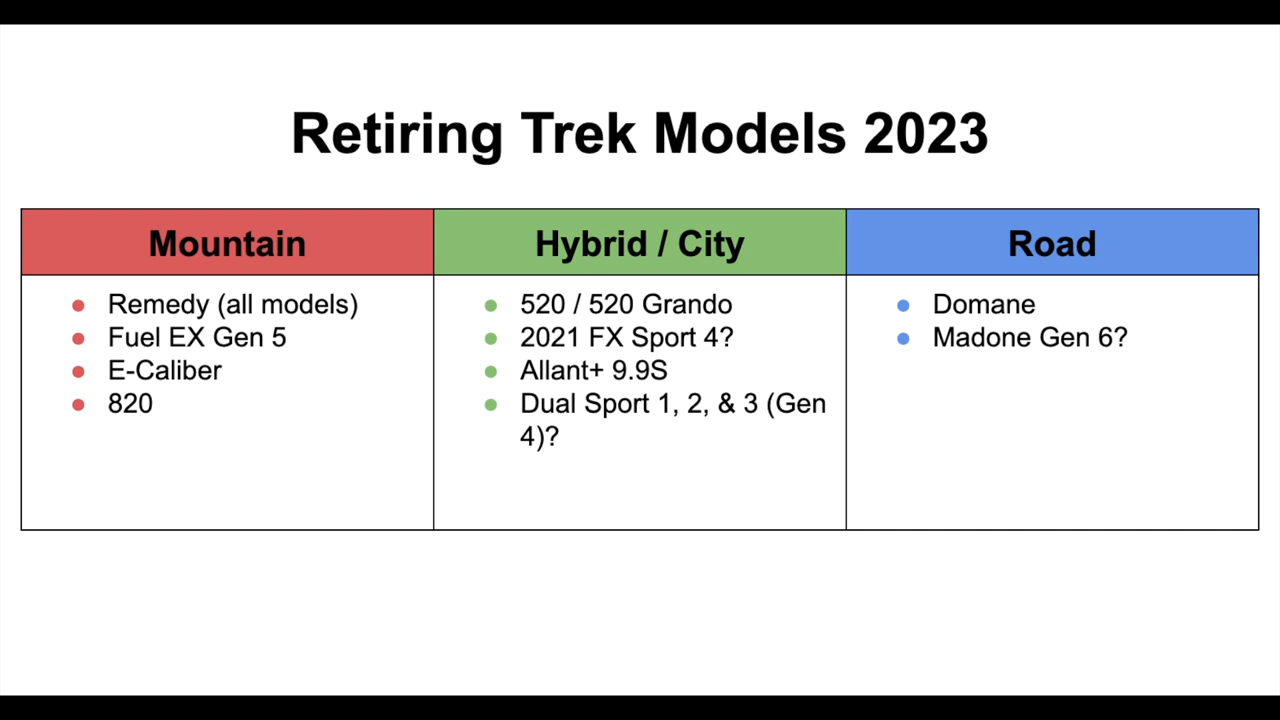 Retiring Trek Models 2023
Mountain
Remedy (all models)
Fuel EX Gen 5
E-Caliber
820
Hybrid / City
520 / 520 Grando
2021 FX Sport 4?
Allant+ 9.9S
Dual Sport 1, 2, & 3 (Gen
4)?
Road
Domane
Madone Gen 6?